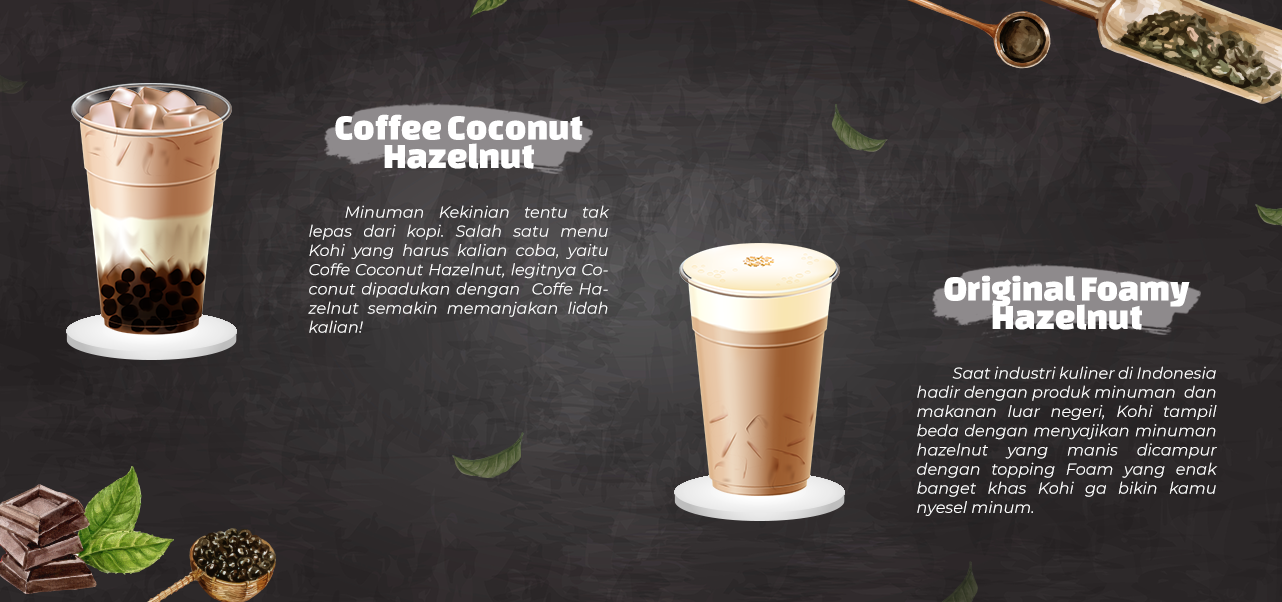 Coffee Coconut
Hazelnut
Minuman Kekinian tentu tak
lepas dari kopi. Salah satu menu
Kohi yang harus kalian coba, yaitu
Coffe Coconut Hazelnut, legitnya Co-
conut dipadukan dengan Coffe Ha-
zelnut semakin memanjakan lidah
kalian!
Original Foamy
Hazelnut
Saat industri kuliner di Indonesia
hadir dengan produk minuman dan
makanan luar negeri, Kohi tampil
beda dengan menyajikan minuman
hazelnut yang manis dicampur
dengan topping Foam yang enak
banget khas Kohi ga bikin kamu
nyesel minum.